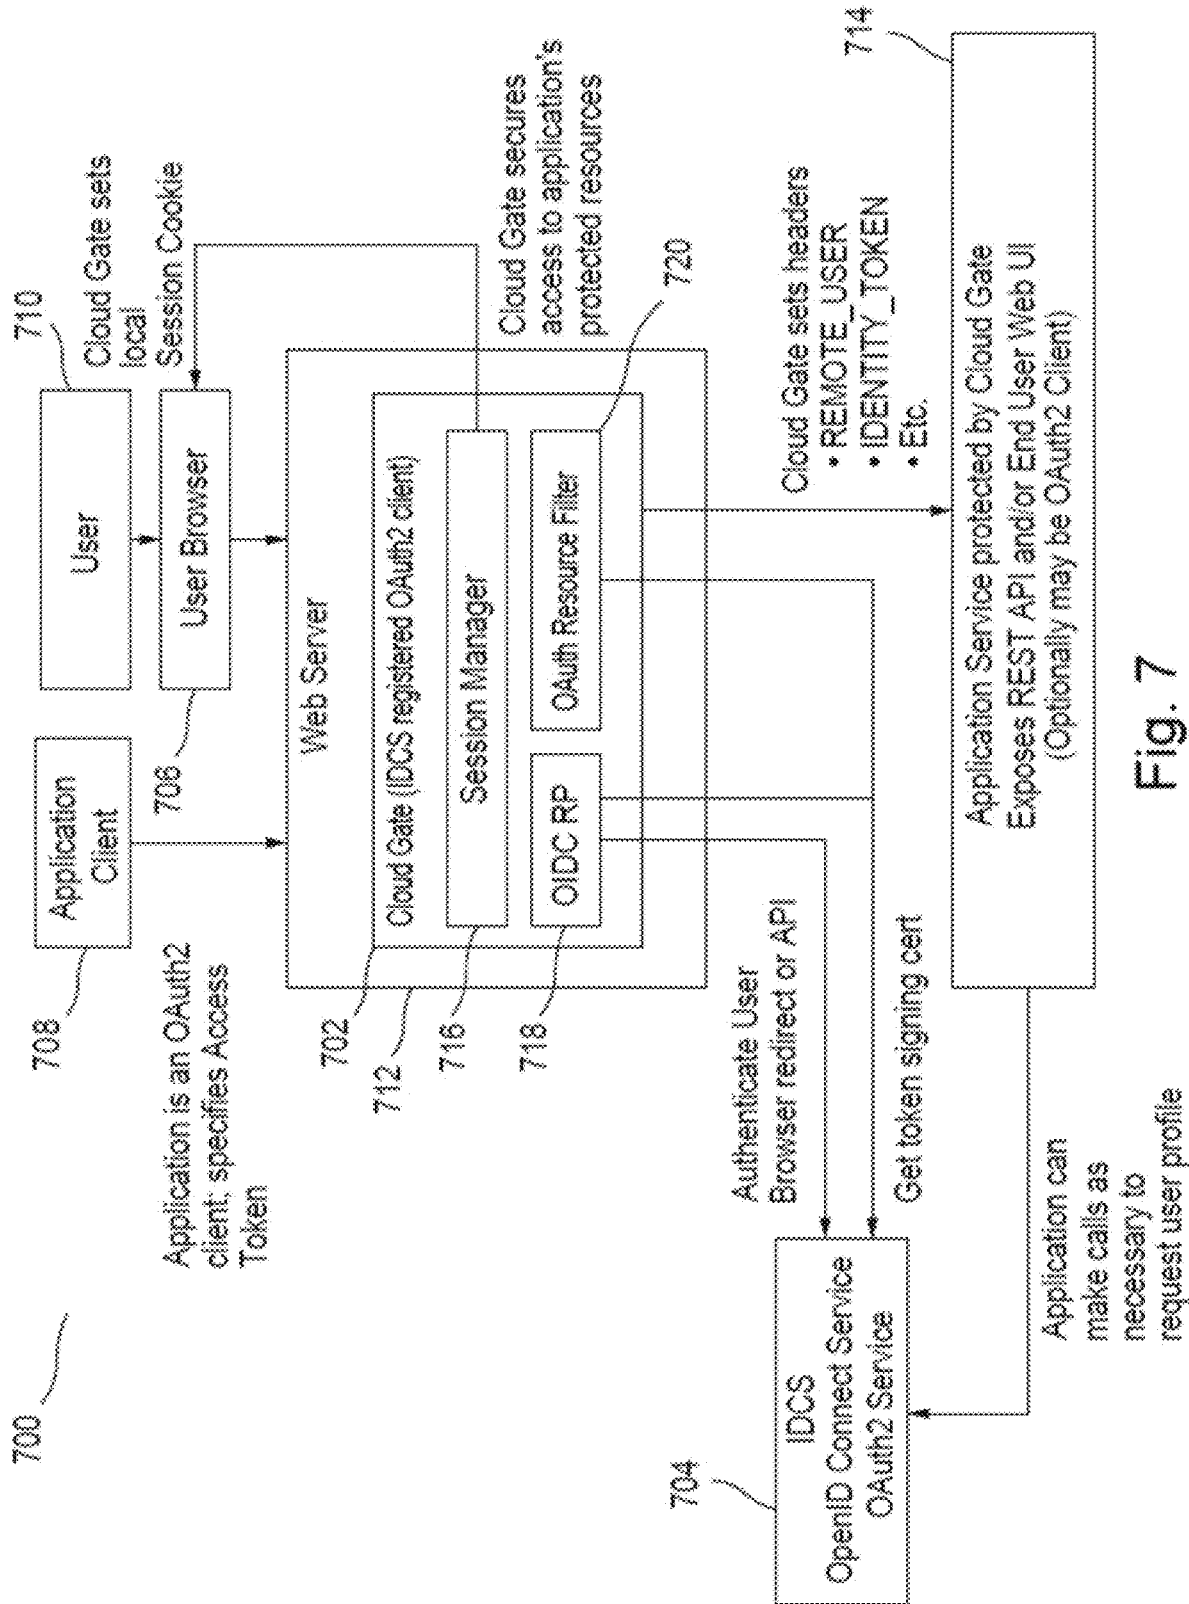 700
708
Application
Client
710
User
Cloud Gate sets
local
Session Cookie
706
User Browser
Application is an OAuth2
client, specifies Access
Token
Web Server
702
712
Cloud Gate (IDCS registered OAuth2 client)
716
Session Manager
718
OIDC RP
OAuth Resource Filter
720
Cloud Gate secures
access to application's
protected resources
Authenticate User
Browser redirect or API
Get token signing cert
Cloud Gate sets headers
• REMOTE_USER
• IDENTITY_TOKEN
• Etc.
704
IDCS
OpenID Connect Service
OAuth2 Service
714
Application Service protected by Cloud Gate
Exposes REST API and/or End User Web UI
(Optionally may be OAuth2 Client)
Application can
make calls as
necessary to
request user profile
Fig. 7